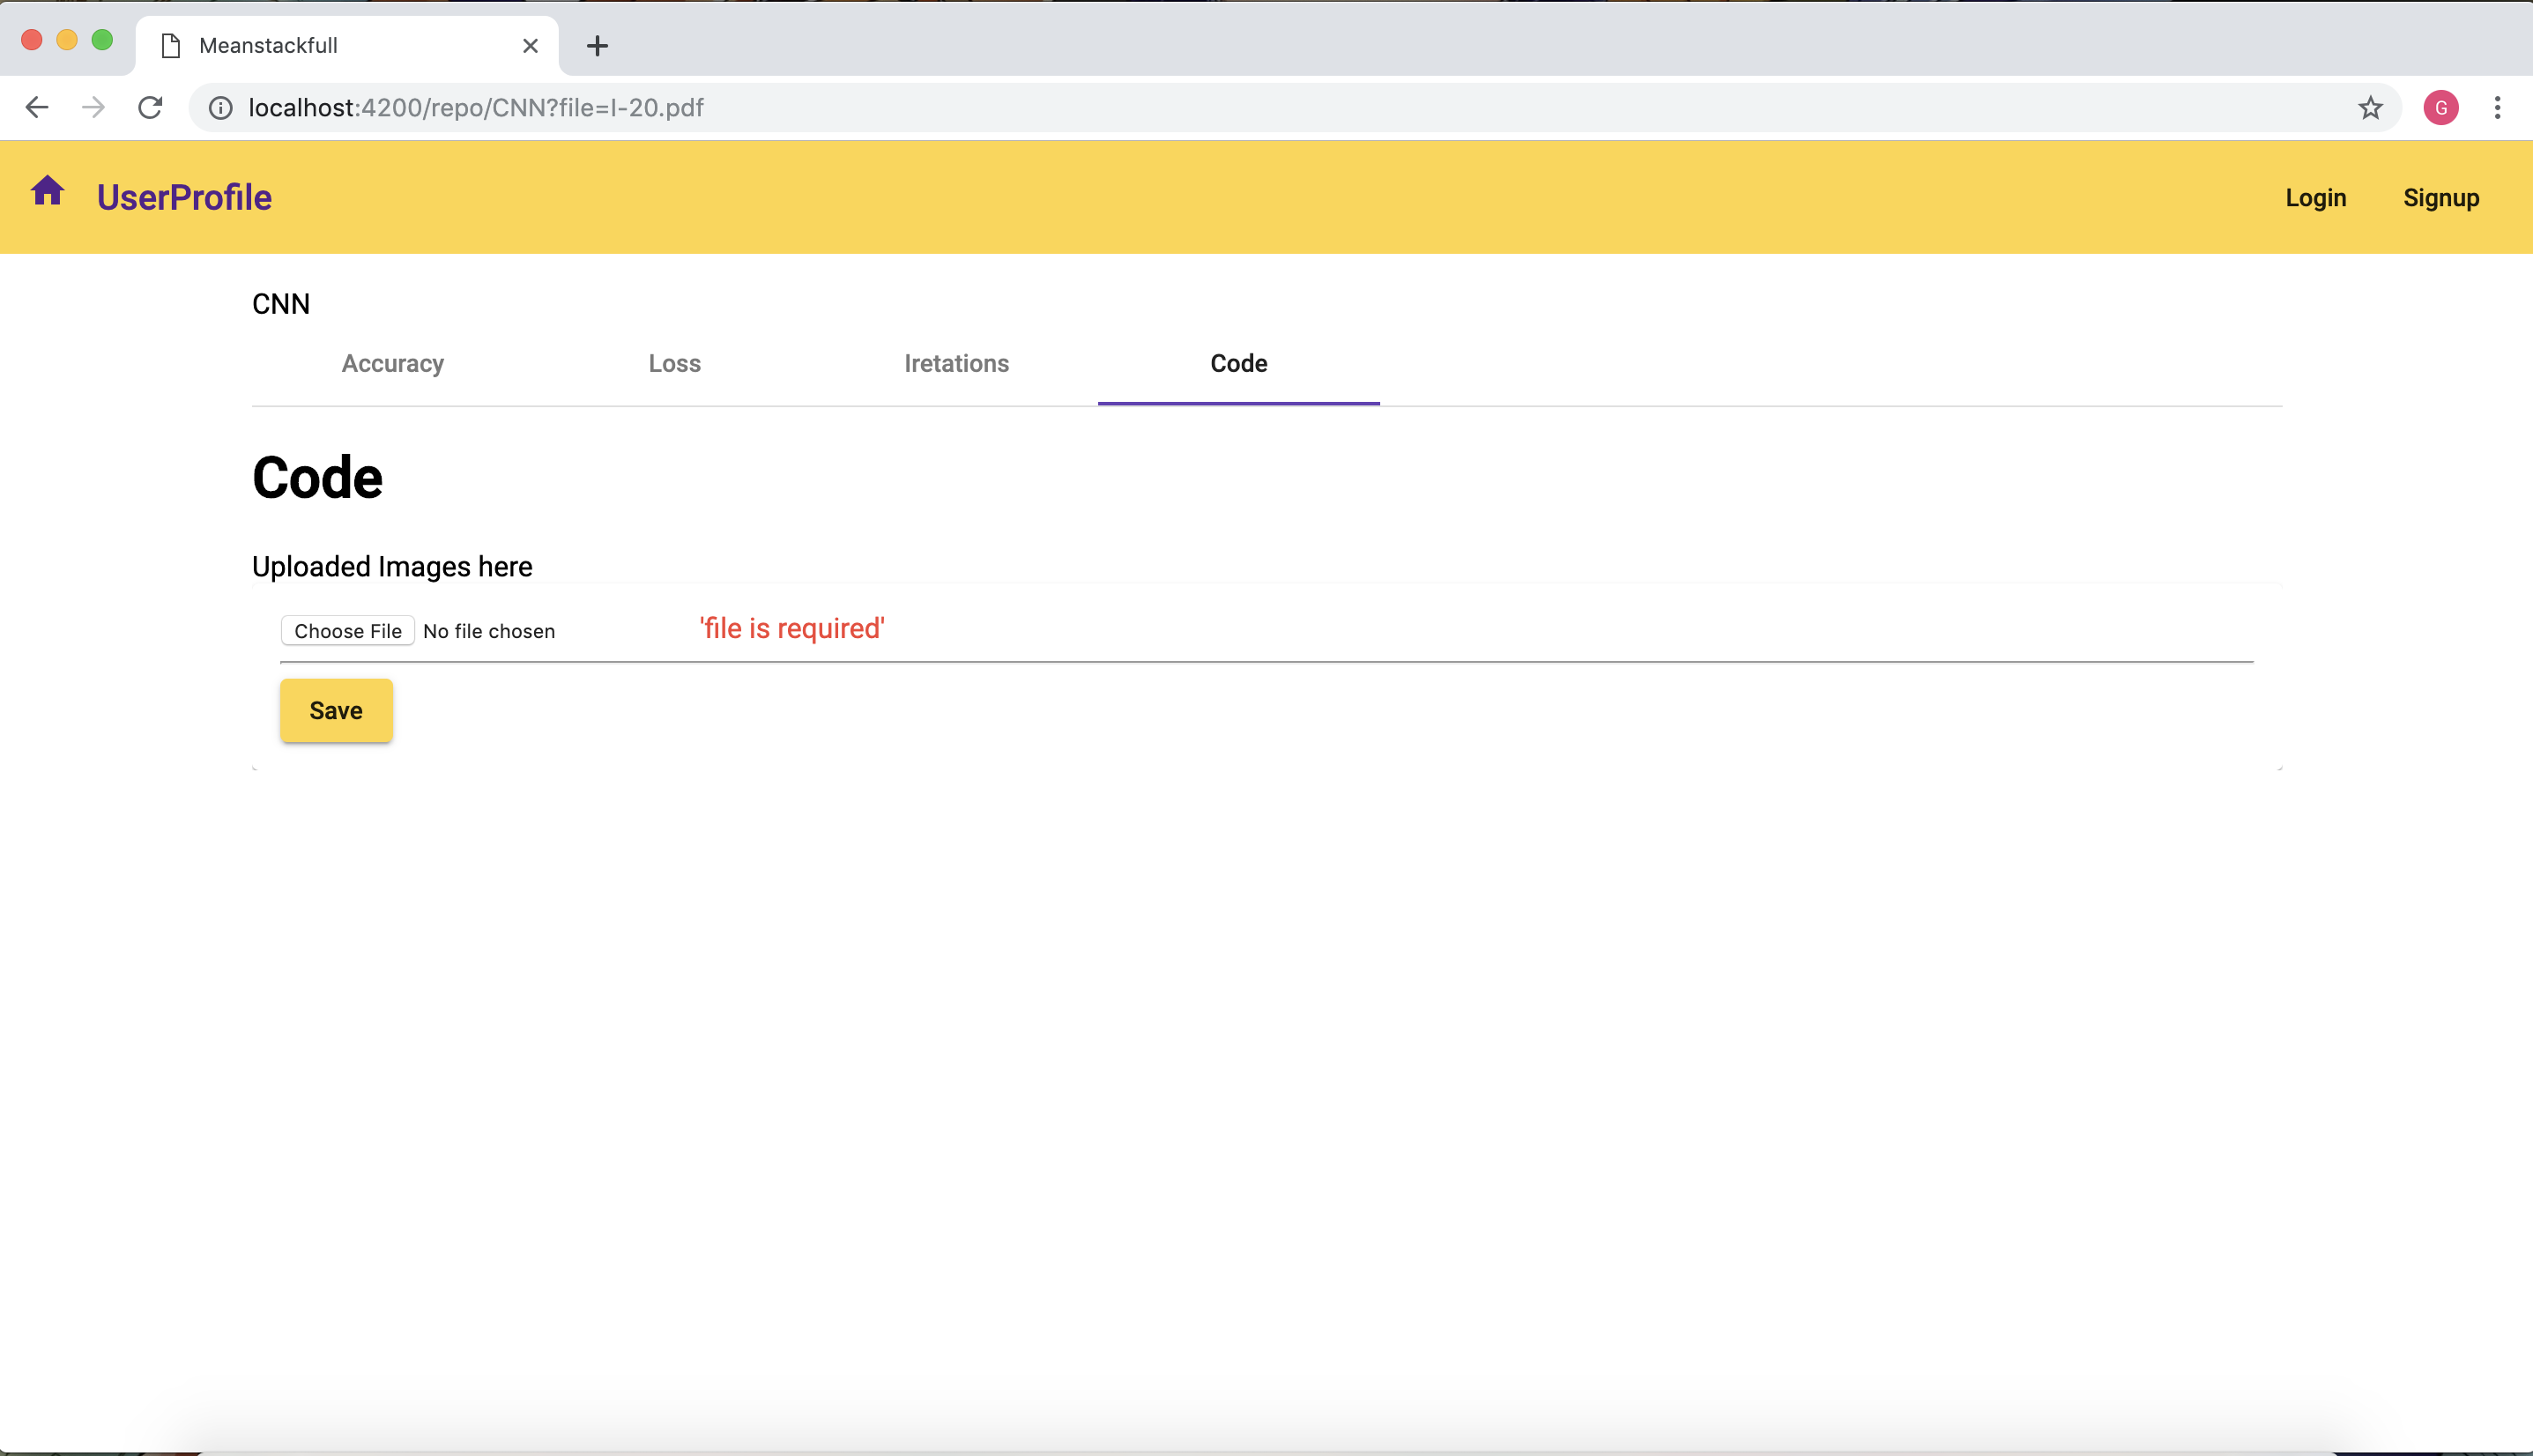 Meanstackfull
localhost:4200/repo/CNN?file=I-20.pdf
G
UserProfile
Login Signup
CNN
Accuracy Loss Iretations Code
Code
Uploaded Images here
Choose File No file chosen 'file is required'
Save